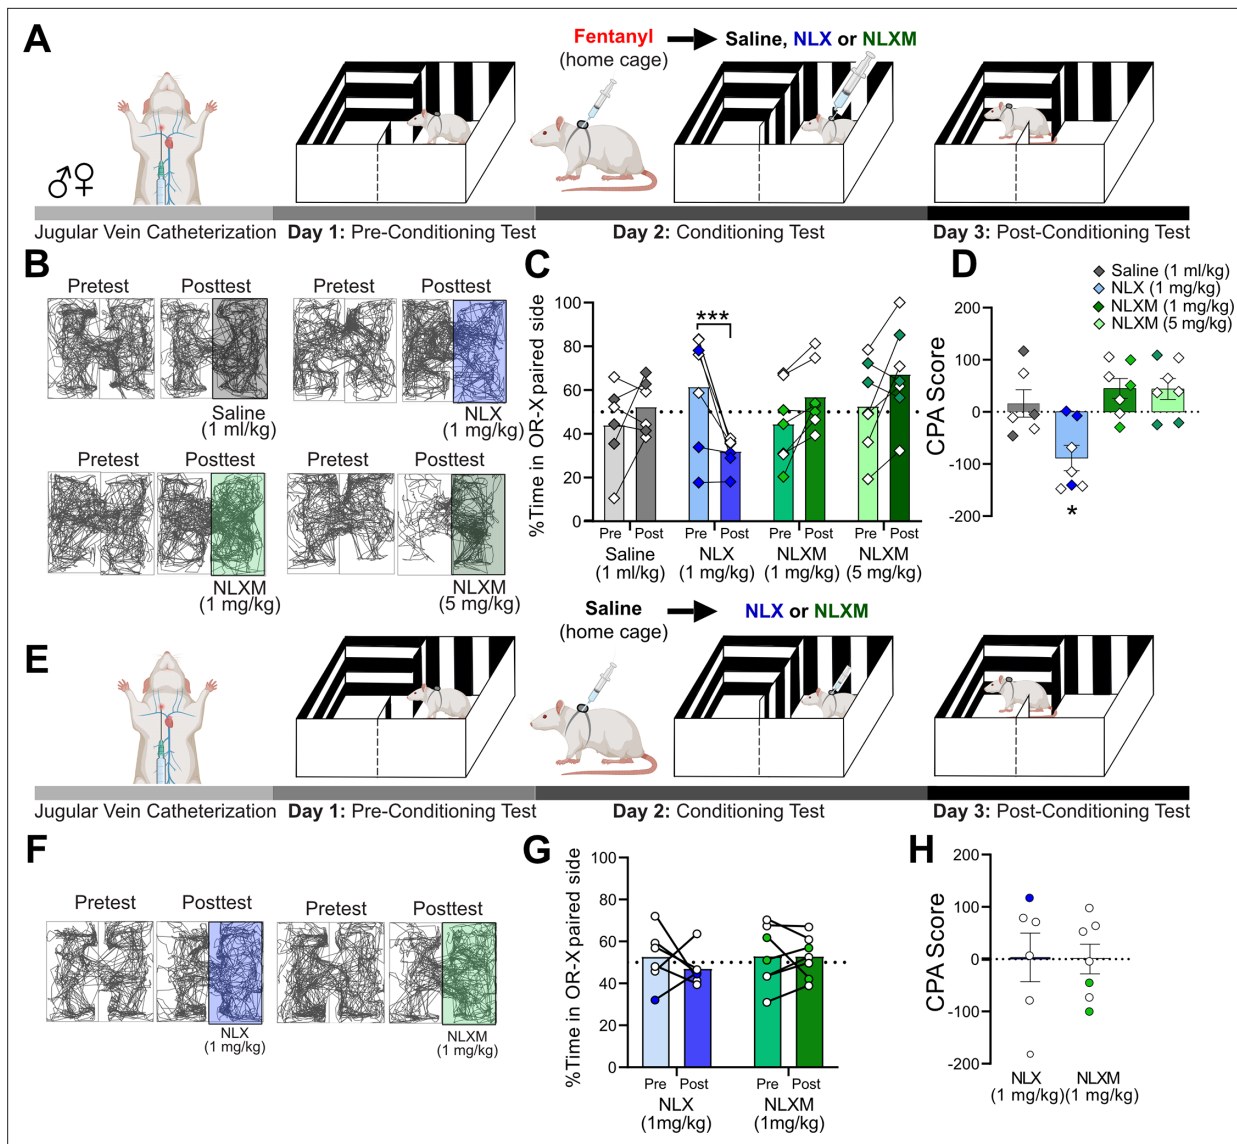 A
Fentanyl
(home cage)
Saline, NLX or NLXM
♂♀
Jugular Vein Catheterization
Day 1: Pre-Conditioning Test
Day 2: Conditioning Test
Day 3: Post-Conditioning Test
B
Pretest
Posttest
Saline
(1 ml/kg)
Pretest
Posttest
NLX
(1 mg/kg)
Pretest
Posttest
NLXM
(1 mg/kg)
Pretest
Posttest
NLXM
(5 mg/kg)
C
%Time in OR-X paired side
100
80
60
40
20
0
***
Pre Post
Pre Post
Pre Post
Pre Post
Saline
(1 ml/kg)
NLX
(1 mg/kg)
NLXM
(1 mg/kg)
NLXM
(5 mg/kg)
D
Saline (1 ml/kg)
NLX (1 mg/kg)
NLXM (1 mg/kg)
NLXM (5 mg/kg)
CPA Score
200
100
0
-100
-200
*
E
Saline
(home cage)
NLX or NLXM
Jugular Vein Catheterization
Day 1: Pre-Conditioning Test
Day 2: Conditioning Test
Day 3: Post-Conditioning Test
F
Pretest
Posttest
NLX
(1 mg/kg)
Pretest
Posttest
NLXM
(1 mg/kg)
G
%Time in OR-X paired side
100
80
60
40
20
0
Pre Post
Pre Post
NLX
(1mg/kg)
NLXM
(1mg/kg)
H
CPA Score
200
100
0
-100
-200
NLX
(1 mg/kg)
NLXM
(1 mg/kg)